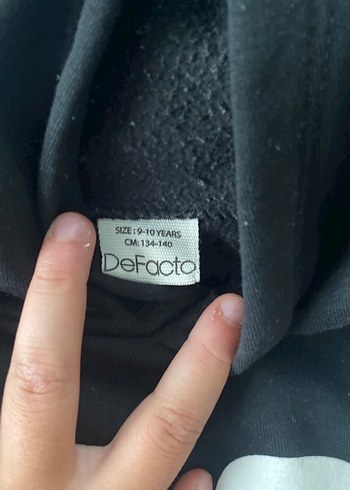 SIZE : 9-10 YEARS
CM: 134-140
DeFacto